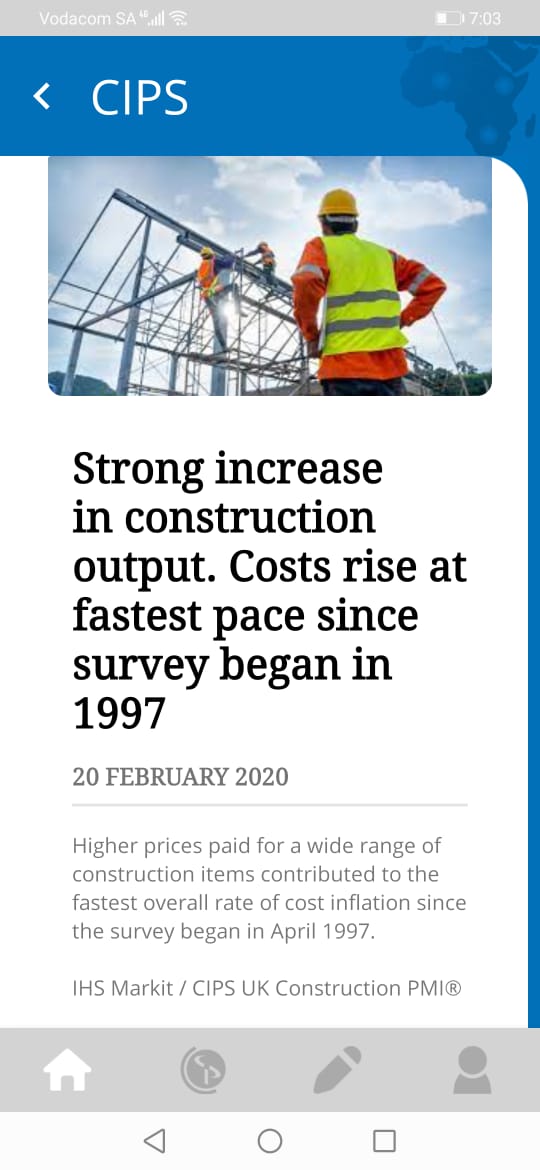 Vodacom SA 4G 7:03
CIPS
Strong increase
in construction
output. Costs rise at
fastest pace since
survey began in
1997
20 FEBRUARY 2020
Higher prices paid for a wide range of
construction items contributed to the
fastest overall rate of cost inflation since
the survey began in April 1997.
IHS Markit / CIPS UK Construction PMI®